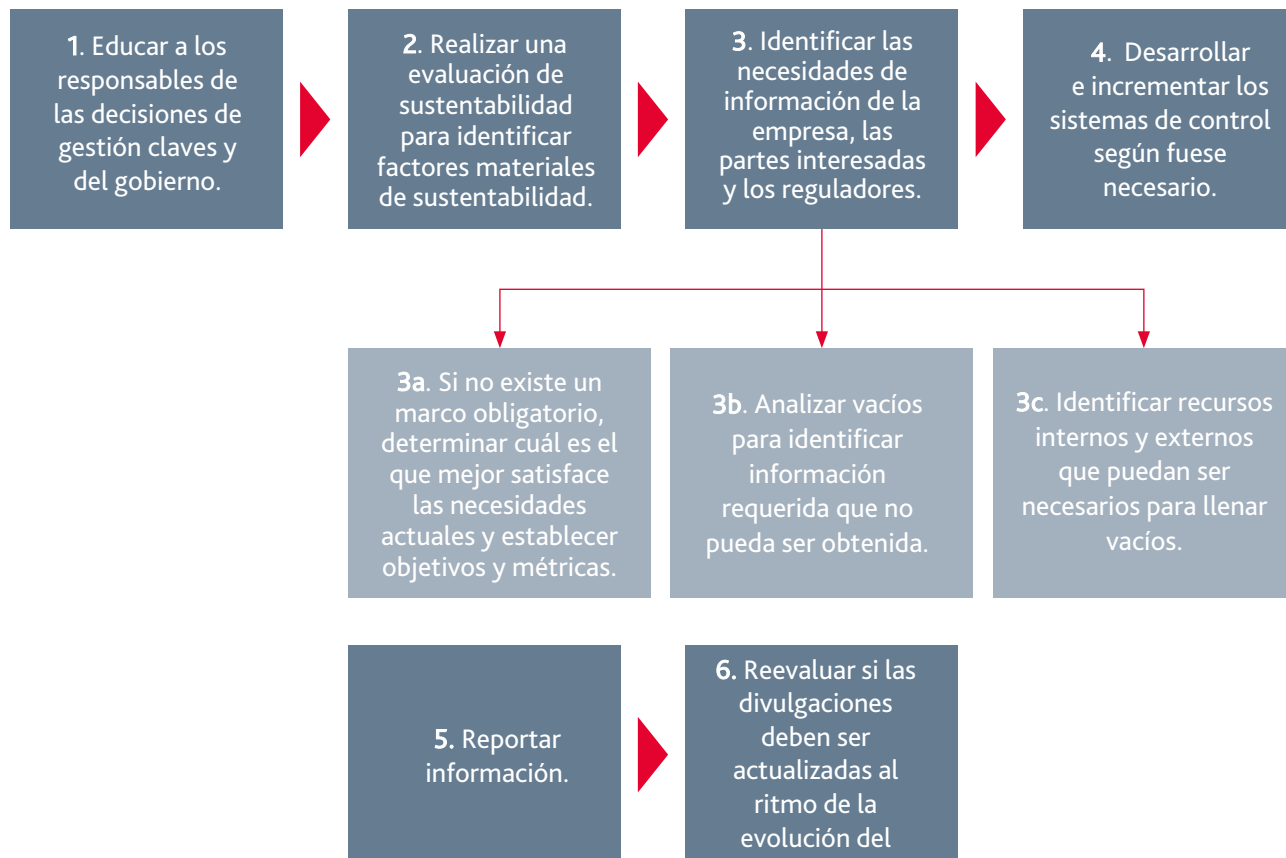 1. Educar a los
responsables de
las decisiones de
gestión claves y
del gobierno.
2. Realizar una
evaluación de
sustentabilidad
para identificar
factores materiales
de sustentabilidad.
3. Identificar las
necesidades de
información de la
empresa, las
partes interesadas
y los reguladores.
4. Desarrollar
e incrementar los
sistemas de control
según fuese
necesario.
3a. Si no existe un
marco obligatorio,
determinar cuál es el
que mejor satisface
las necesidades
actuales y establecer
objetivos y métricas.
3b. Analizar vacíos
para identificar
información
requerida que no
pueda ser obtenida.
3c. Identificar recursos
internos y externos
que puedan ser
necesarios para llenar
vacíos.
5. Reportar
información.
6. Reevaluar si las
divulgaciones
deben ser
actualizadas al
ritmo de la
evolución del